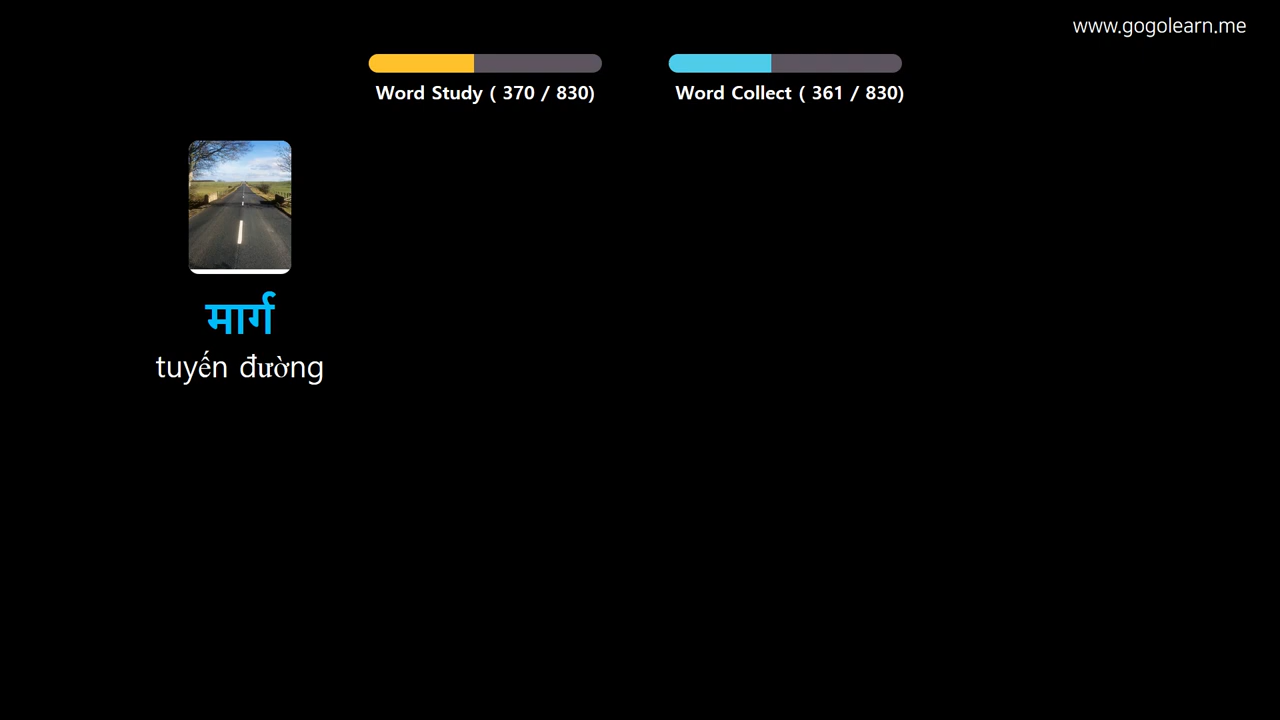 www.gogolearn.me
Word Study ( 370 / 830)
Word Collect ( 361 / 830)
मार्ग
tuyến đường